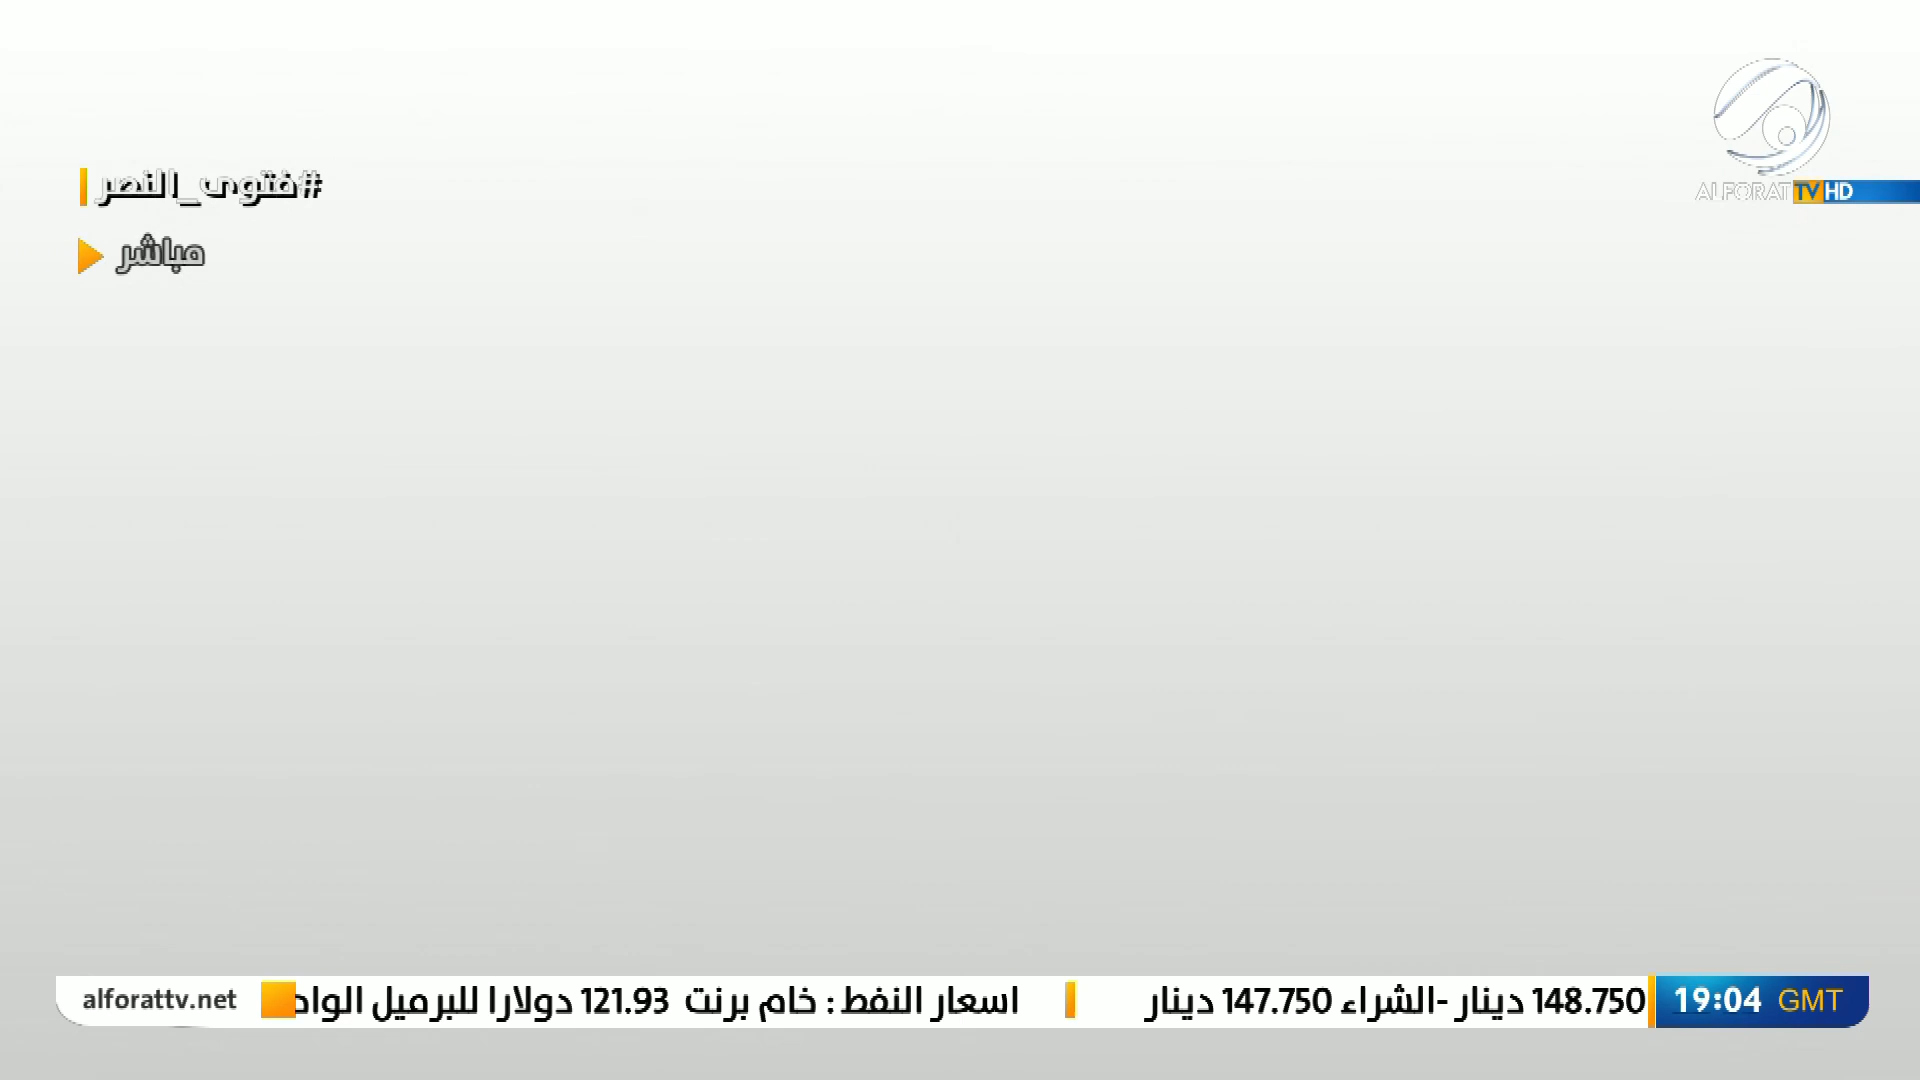 ALFORAT TV HD
#فتوى_النصر
مباشر
148.750 دينار -الشراء 147.750 دينار
اسعار النفط : خام برنت 121.93 دولارا للبرميل
19:04 GMT
alforattv.net